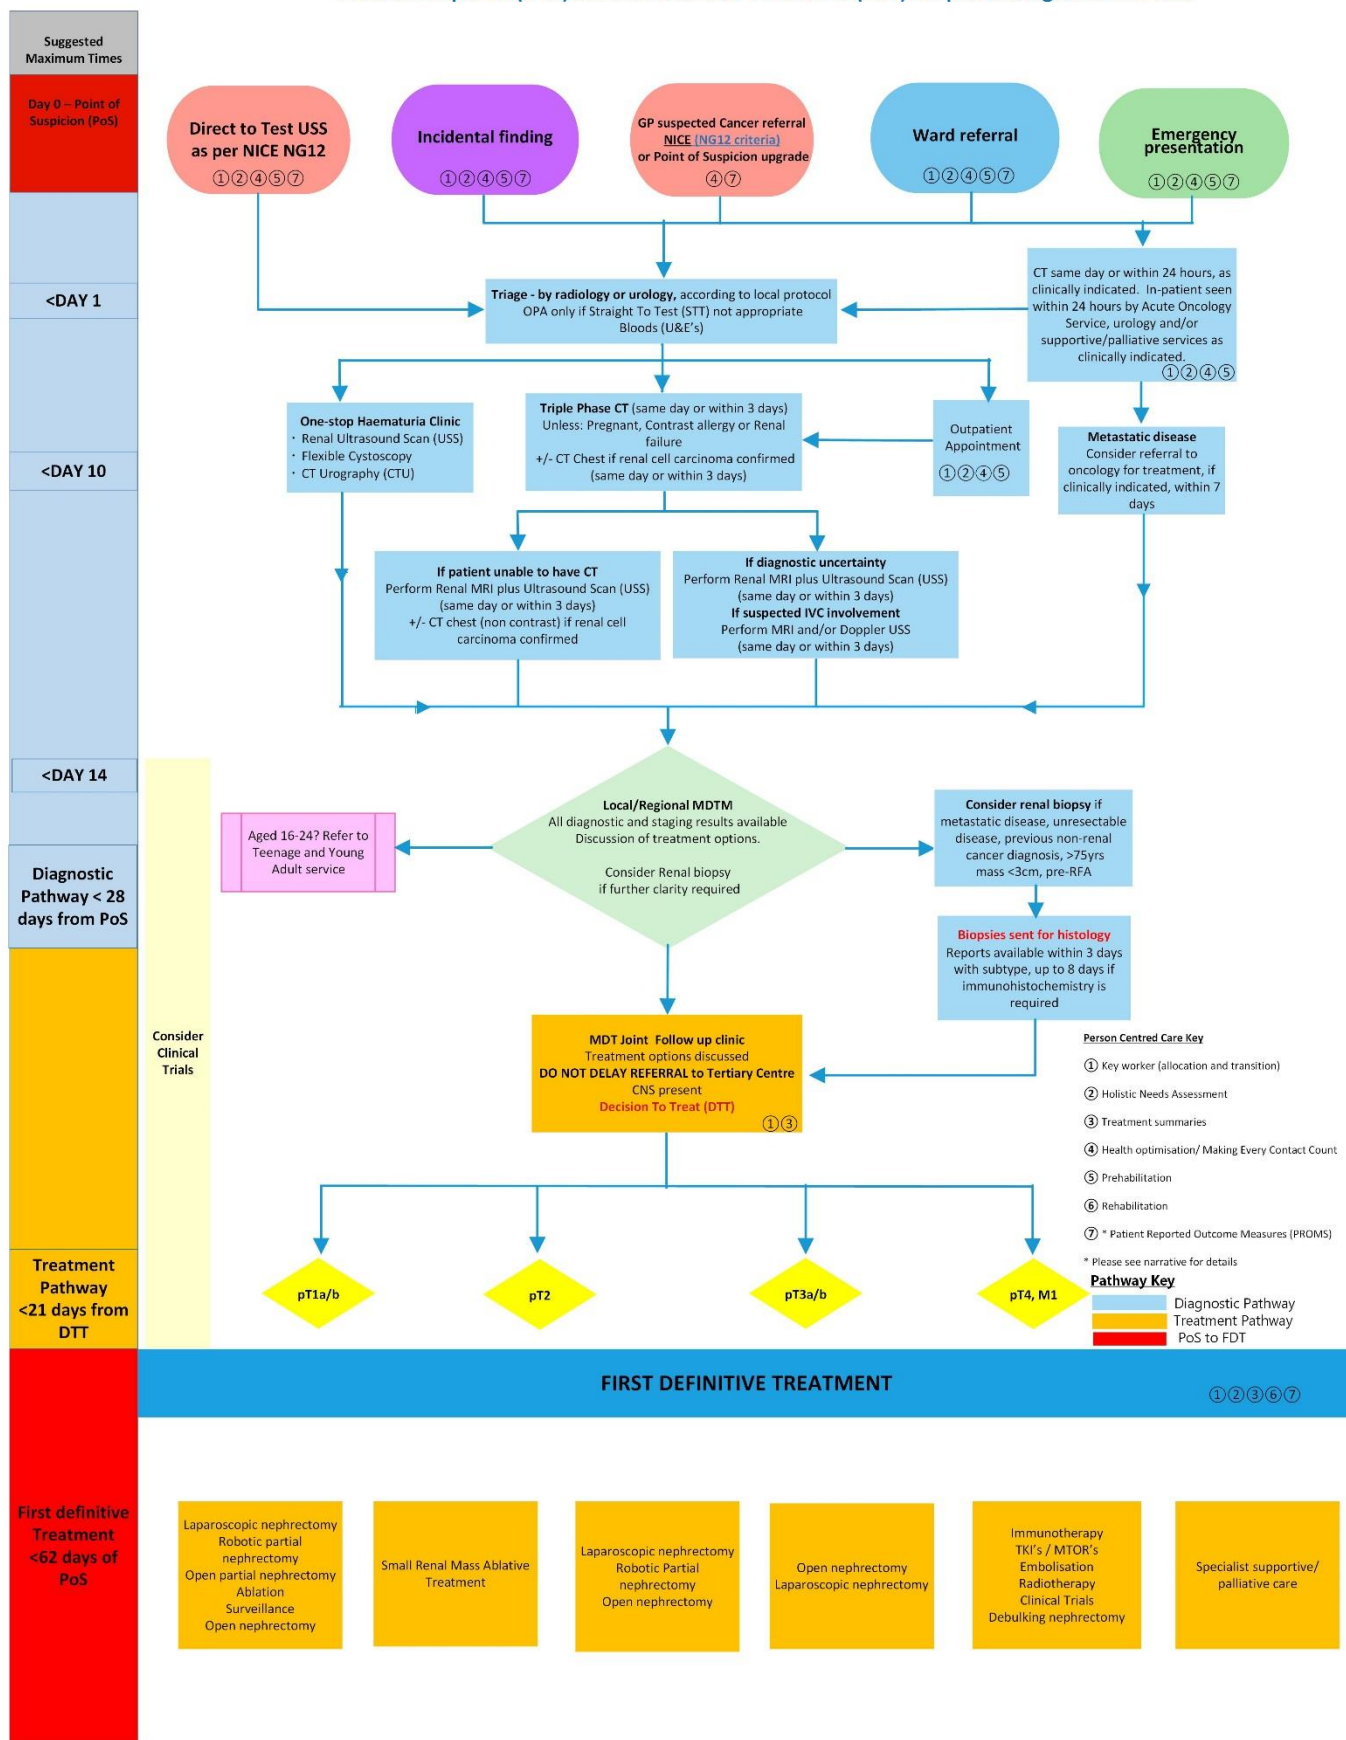 Suggested
Maximum Times
Day 0 – Point of
Suspicion (PoS)
Direct to Test USS
as per NICE NG12
①②④⑤⑦
Incidental finding
①②④⑤⑦
GP suspected Cancer referral
NICE (NG12 criteria)
or Point of Suspicion upgrade
④⑦
Ward referral
①②④⑤⑦
Emergency
presentation
①②④⑤⑦
<DAY 1
Triage - by radiology or urology, according to local protocol
OPA only if Straight To Test (STT) not appropriate
Bloods (U&E's)
CT same day or within 24 hours, as
clinically indicated. In-patient seen
within 24 hours by Acute Oncology
Service, urology and/or
supportive/palliative services as
clinically indicated.
①②④⑤
<DAY 10
One-stop Haematuria Clinic
· Renal Ultrasound Scan (USS)
· Flexible Cystoscopy
· CT Urography (CTU)
Triple Phase CT (same day or within 3 days)
Unless: Pregnant, Contrast allergy or Renal
failure
+/- CT Chest if renal cell carcinoma confirmed
(same day or within 3 days)
Outpatient
Appointment
①②④⑤
Metastatic disease
Consider referral to
oncology for treatment, if
clinically indicated, within 7
days
If patient unable to have CT
Perform Renal MRI plus Ultrasound Scan (USS)
(same day or within 3 days)
+/- CT chest (non contrast) if renal cell
carcinoma confirmed
If diagnostic uncertainty
Perform Renal MRI plus Ultrasound Scan (USS)
(same day or within 3 days)
If suspected IVC involvement
Perform MRI and/or Doppler USS
(same day or within 3 days)
<DAY 14
Local/Regional MDTM
All diagnostic and staging results available
Discussion of treatment options.
Consider Renal biopsy
if further clarity required
Aged 16-24? Refer to
Teenage and Young
Adult service
Consider renal biopsy if
metastatic disease, unresectable
disease, previous non-renal
cancer diagnosis, >75yrs
mass <3cm, pre-RFA
Diagnostic
Pathway < 28
days from PoS
Biopsies sent for histology
Reports available within 3 days
with subtype, up to 8 days if
immunohistochemistry is
required
Consider
Clinical
Trials
MDT Joint Follow up clinic
Treatment options discussed
DO NOT DELAY REFERRAL to Tertiary Centre
CNS present
Decision To Treat (DTT)
①③
Person Centred Care Key
① Key worker (allocation and transition)
② Holistic Needs Assessment
③ Treatment summaries
④ Health optimisation/ Making Every Contact Count
⑤ Prehabilitation
⑥ Rehabilitation
⑦ * Patient Reported Outcome Measures (PROMS)
* Please see narrative for details
Pathway Key
Diagnostic Pathway
Treatment Pathway
PoS to FDT
Treatment
Pathway
<21 days from
DTT
pT1a/b
pT2
pT3a/b
pT4, M1
FIRST DEFINITIVE TREATMENT
①②③⑥⑦
First definitive
Treatment
<62 days of
PoS
Laparoscopic nephrectomy
Robotic partial
nephrectomy
Open partial nephrectomy
Ablation
Surveillance
Open nephrectomy
Small Renal Mass Ablative
Treatment
Laparoscopic nephrectomy
Robotic Partial
nephrectomy
Open nephrectomy
Open nephrectomy
Laparoscopic nephrectomy
Immunotherapy
TKI's / MTOR's
Embolisation
Radiotherapy
Clinical Trials
Debulking nephrectomy
Specialist supportive/
palliative care